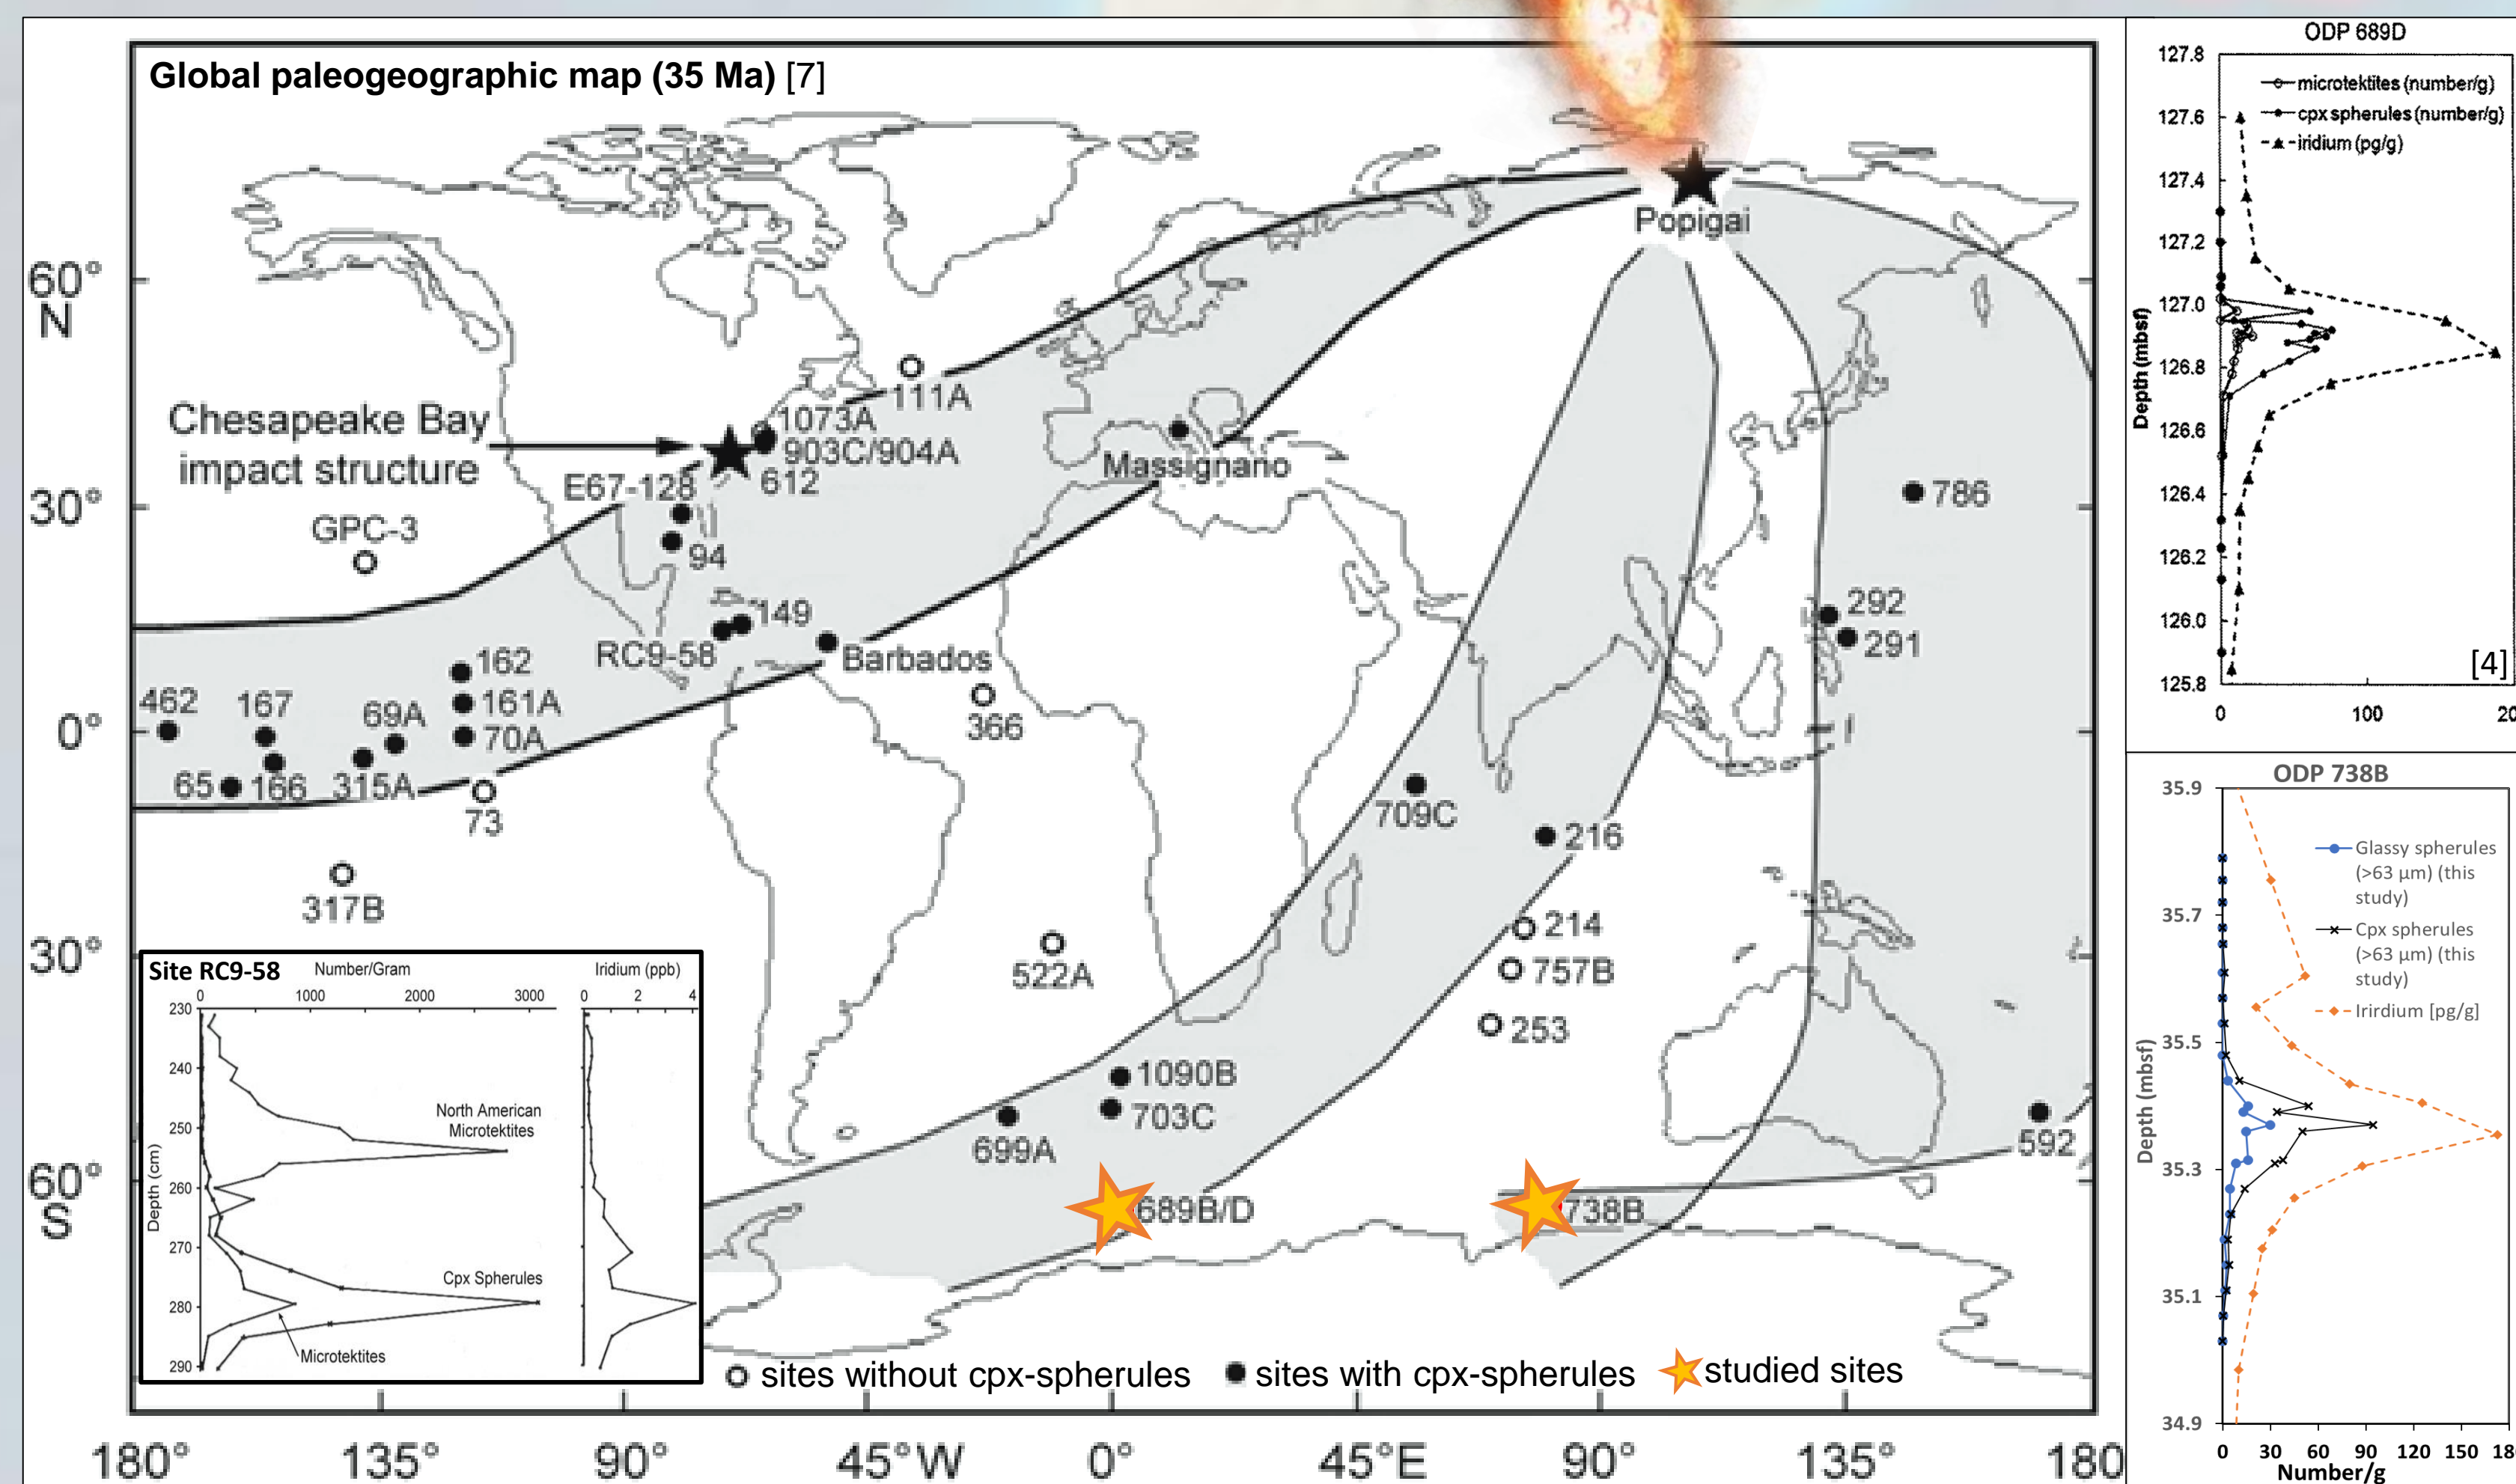 Global paleogeographic map (35 Ma) [7]
Popigai
60°
N
111A
Chesapeake Bay
impact structure
1073A
903C/904A
612
Massignano
E67-128
30°
786
GPC-3
94
149
292
RC9-58
Barbados
291
162
462
167
69A
161A
366
0°
70A
65
166
315A
709C
73
216
317B
214
30°
522A
757B
253
1090B
703C
699A
592
60°
S
689B/D
738B
Site RC9-58
Number/Gram
Iridium (ppb)
0 1000 2000 3000
0 2 4
230
240
250
260
270
280
290
Depth (cm)
North American
Microtektites
Cpx Spherules
Microtektites
sites without cpx-spherules
sites with cpx-spherules
studied sites
180° 135° 90° 45°W 0° 45°E 90° 135° 180
ODP 689D
microtektites (number/g)
cpx spherules (number/g)
iridium (pg/g)
127.8
127.6
127.4
127.2
127.0
126.8
126.6
126.4
126.2
126.0
125.8
Depth (mbsf)
[4]
0 100 20
ODP 738B
35.9
35.7
35.5
35.3
35.1
34.9
Depth (mbsf)
Glassy spherules
(>63 µm) (this
study)
Cpx spherules
(>63 µm) (this
study)
Irirdium [pg/g]
0 30 60 90 120 150 18
Number/g